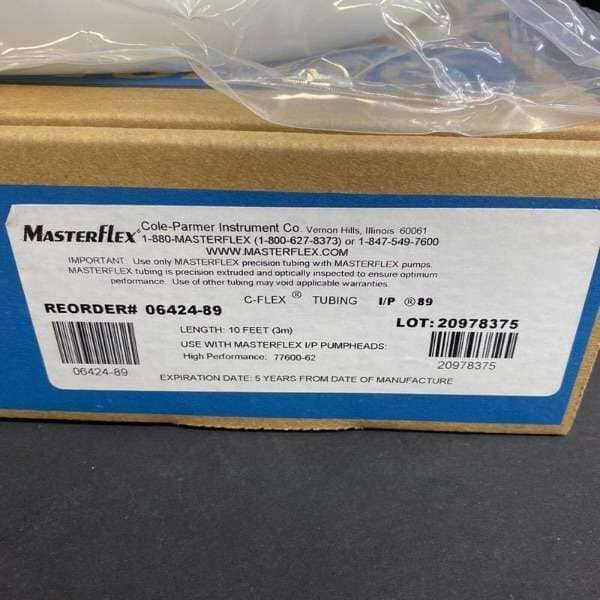 MASTERFLEX® Cole-Parmer Instrument Co. Vernon Hills, Illinois 60061
1-880-MASTERFLEX (1-800-627-8373) or 1-847-549-7600
WWW.MASTERFLEX.COM
IMPORTANT: Use only MASTERFLEX precision tubing with MASTERFLEX pumps.
MASTERFLEX tubing is precision extruded and optically inspected to ensure optimum
performance. Use of other tubing may void applicable warranties.
C-FLEX ® TUBING I/P ® 89
REORDER# 06424-89
LOT: 20978375
LENGTH: 10 FEET (3m)
USE WITH MASTERFLEX I/P PUMPHEADS:
High Performance: 77600-62
06424-89
20978375
EXPIRATION DATE: 5 YEARS FROM DATE OF MANUFACTURE